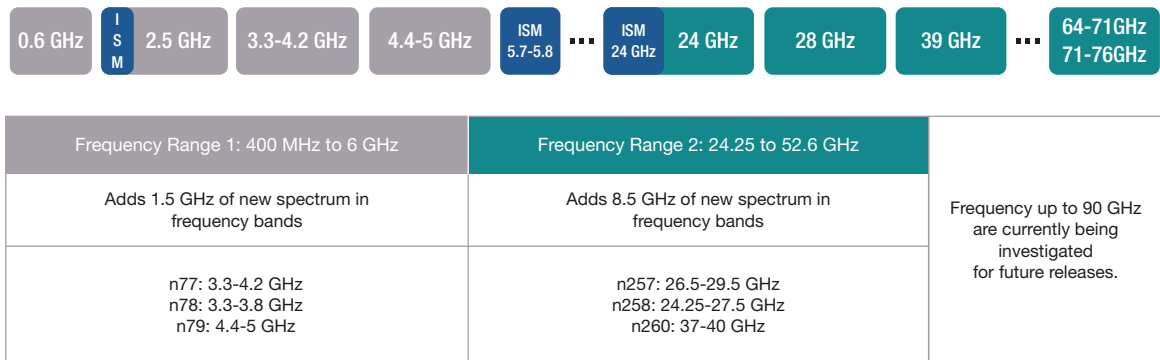 0.6 GHz
I
S
M
2.5 GHz
3.3-4.2 GHz
4.4-5 GHz
ISM
5.7-5.8
ISM
24 GHz
24 GHz
28 GHz
39 GHz
64-71GHz
71-76GHz
Frequency Range 1: 400 MHz to 6 GHz
Frequency Range 2: 24.25 to 52.6 GHz
Adds 1.5 GHz of new spectrum in
frequency bands
Adds 8.5 GHz of new spectrum in
frequency bands
Frequency up to 90 GHz
are currently being
investigated
for future releases.
n77: 3.3-4.2 GHz
n78: 3.3-3.8 GHz
n79: 4.4-5 GHz
n257: 26.5-29.5 GHz
n258: 24.25-27.5 GHz
n260: 37-40 GHz